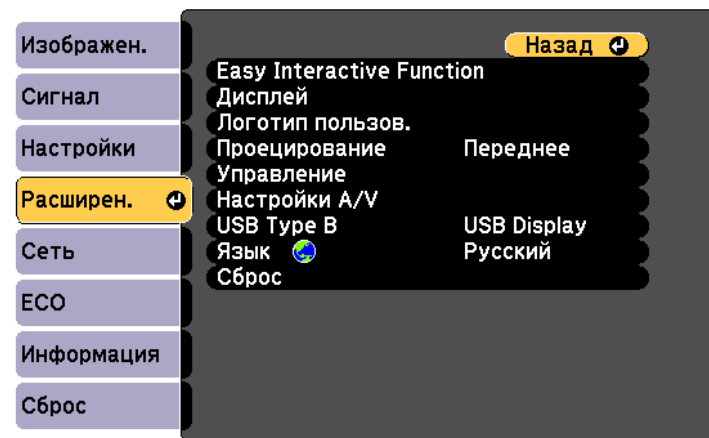 Изображен.
Сигнал
Настройки
Расширен.
Сеть
ECO
Информация
Сброс
Назад
Easy Interactive Function
Дисплей
Логотип пользов.
Проецирование Переднее
Управление
Настройки A/V
USB Type B USB Display
Язык Русский
Сброс